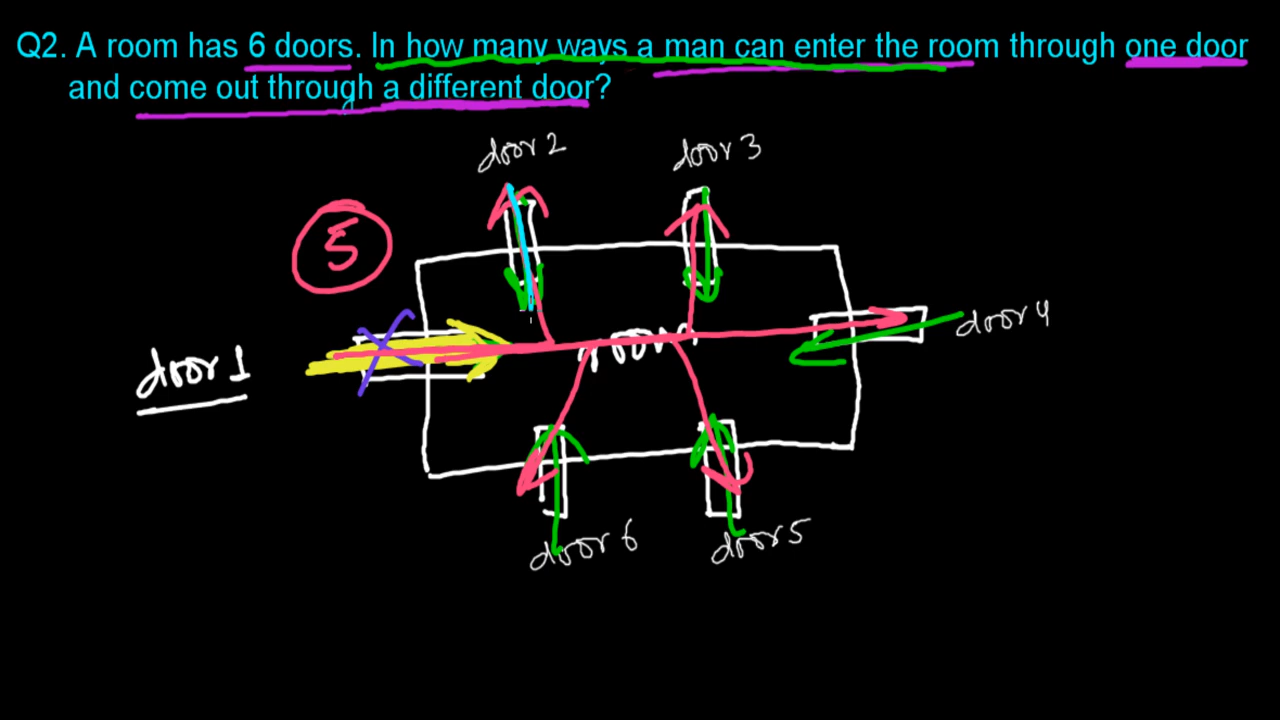 Q2. A room has 6 doors. In how many ways a man can enter the room through one door
and come out through a different door?
door 2
door 3
5
room
door 4
door 1
door 6
door 5